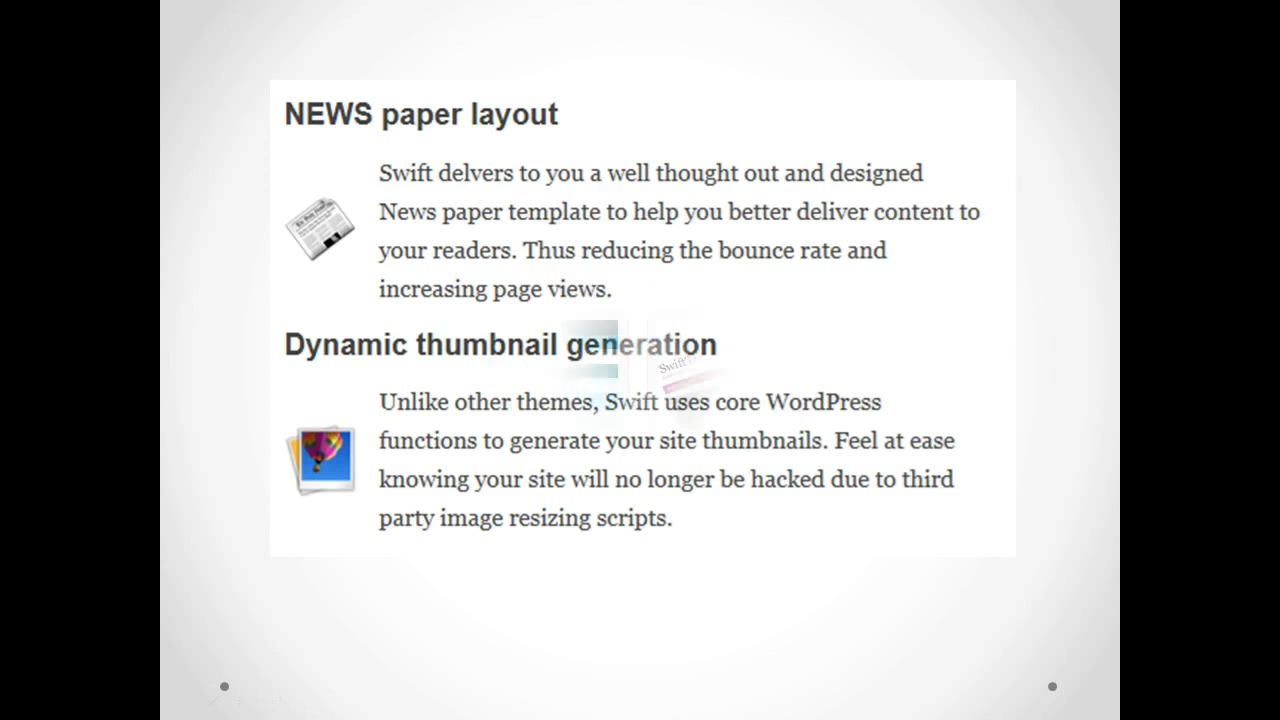 NEWS paper layout
Swift delvers to you a well thought out and designed
News paper template to help you better deliver content to
your readers. Thus reducing the bounce rate and
increasing page views.
Dynamic thumbnail generation
Swift
Unlike other themes, Swift uses core WordPress
functions to generate your site thumbnails. Feel at ease
knowing your site will no longer be hacked due to third
party image resizing scripts.